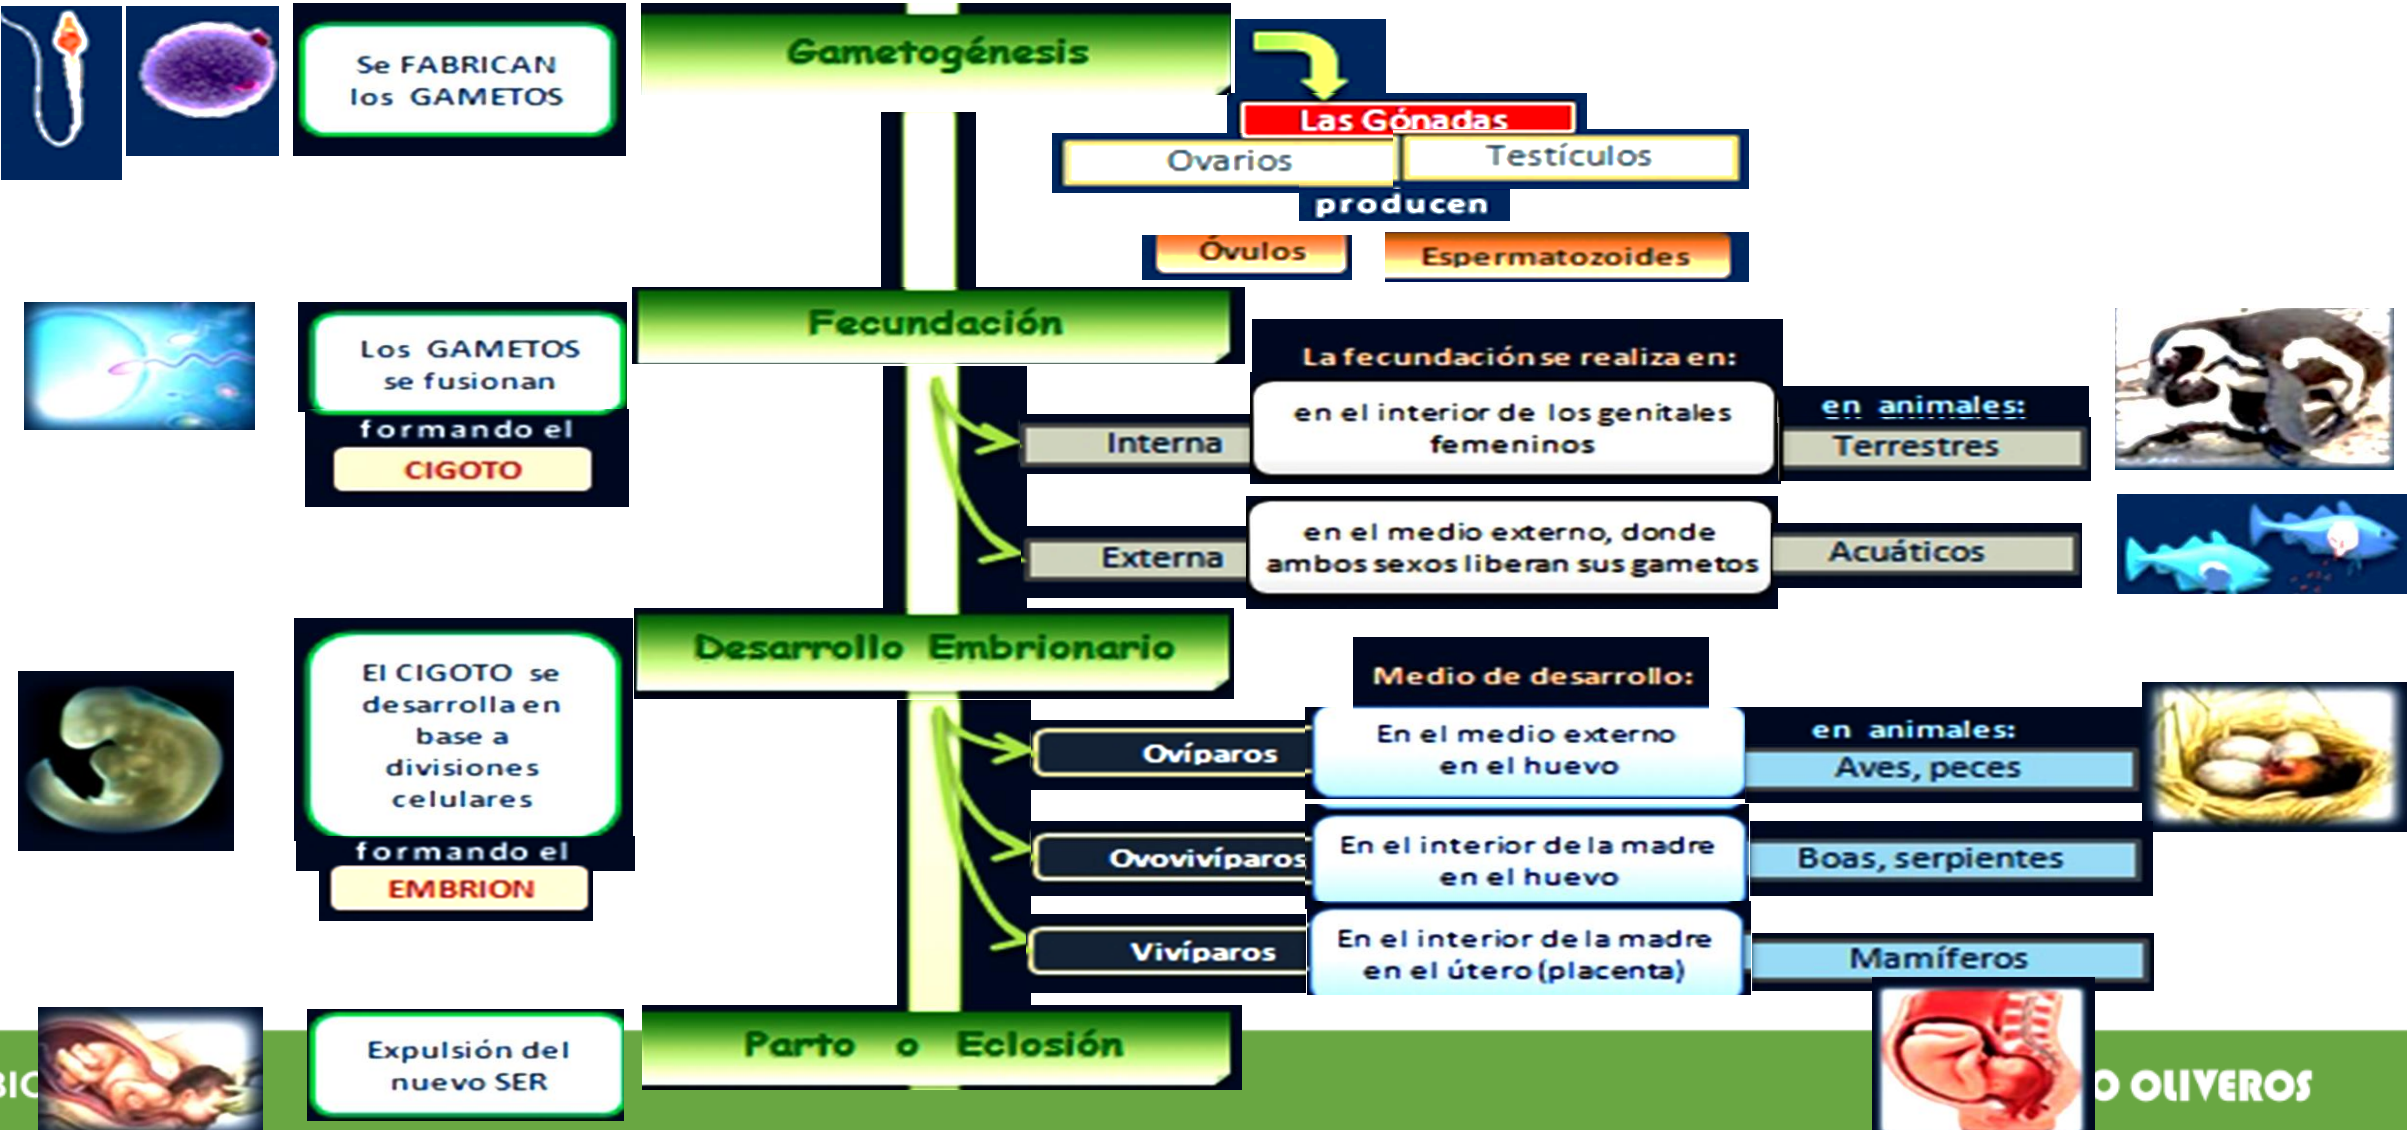 Se FABRICAN
los GAMETOS
Gametogénesis
Las Gónadas
Ovarios
Testículos
producen
Óvulos
Espermatozoides
Los GAMETOS
se fusionan
formando el
CIGOTO
Fecundación
La fecundación se realiza en:
Interna
en el interior de los genitales
femeninos
en animales:
Terrestres
Externa
en el medio externo, donde
ambos sexos liberan sus gametos
Acuáticos
El CIGOTO se
desarrolla en
base a
divisiones
celulares
formando el
EMBRION
Desarrollo Embrionario
Medio de desarrollo:
Ovíparos
En el medio externo
en el huevo
en animales:
Aves, peces
Ovovivíparos
En el interior de la madre
en el huevo
Boas, serpientes
Vivíparos
En el interior de la madre
en el útero (placenta)
Mamíferos
Expulsión del
nuevo SER
Parto o Eclosión
OLIVEROS